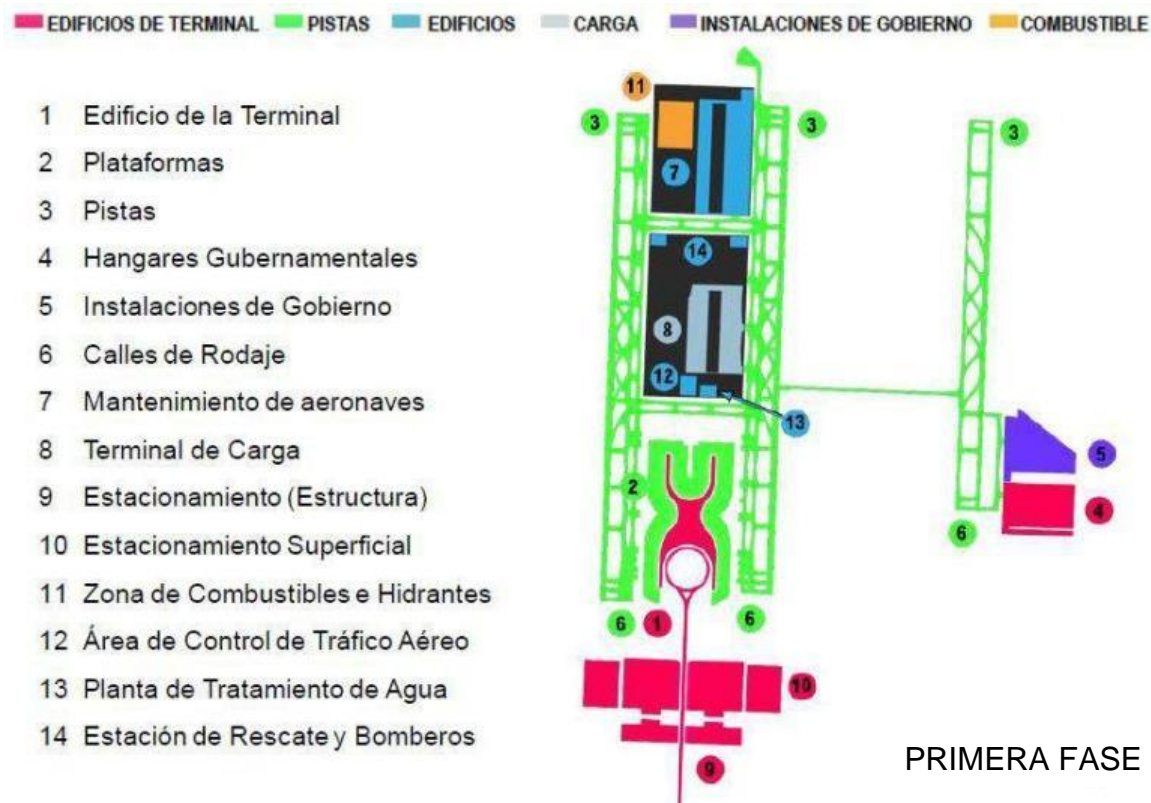 EDIFICIOS DE TERMINAL PISTAS EDIFICIOS CARGA INSTALACIONES DE GOBIERNO COMBUSTIBLE
1 Edificio de la Terminal
2 Plataformas
3 Pistas
4 Hangares Gubernamentales
5 Instalaciones de Gobierno
6 Calles de Rodaje
7 Mantenimiento de aeronaves
8 Terminal de Carga
9 Estacionamiento (Estructura)
10 Estacionamiento Superficial
11 Zona de Combustibles e Hidrantes
12 Área de Control de Tráfico Aéreo
13 Planta de Tratamiento de Agua
14 Estación de Rescate y Bomberos
11
3 3 3
7
14
8
12
13
5
2
4
6
6 1 6
10
9
PRIMERA FASE